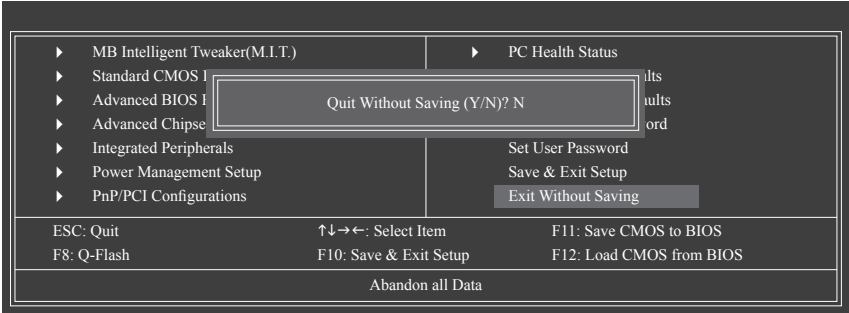 MB Intelligent Tweaker(M.I.T.)
Standard CMOS
Advanced BIOS
Advanced Chipse
Integrated Peripherals
Power Management Setup
PnP/PCI Configurations
PC Health Status
Set User Password
Save & Exit Setup
Exit Without Saving
Quit Without Saving (Y/N)? N
ESC: Quit ↑↓→←: Select Item F11: Save CMOS to BIOS
F8: Q-Flash F10: Save & Exit Setup F12: Load CMOS from BIOS
Abandon all Data